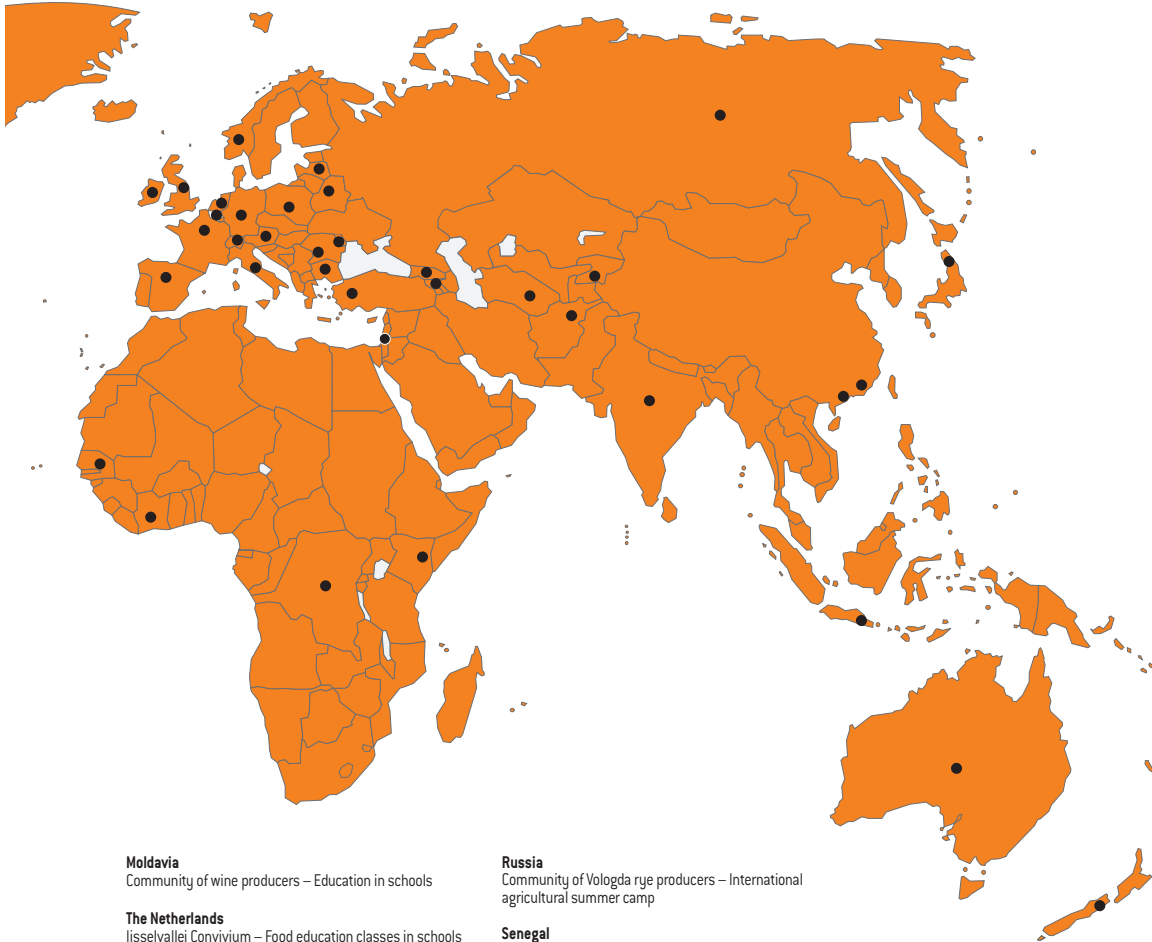 Moldavia
Community of wine producers – Education in schools
The Netherlands
Iisselvallei Convivium – Food education classes in schools
Russia
Community of Vologda rye producers – International
agricultural summer camp
Senegal